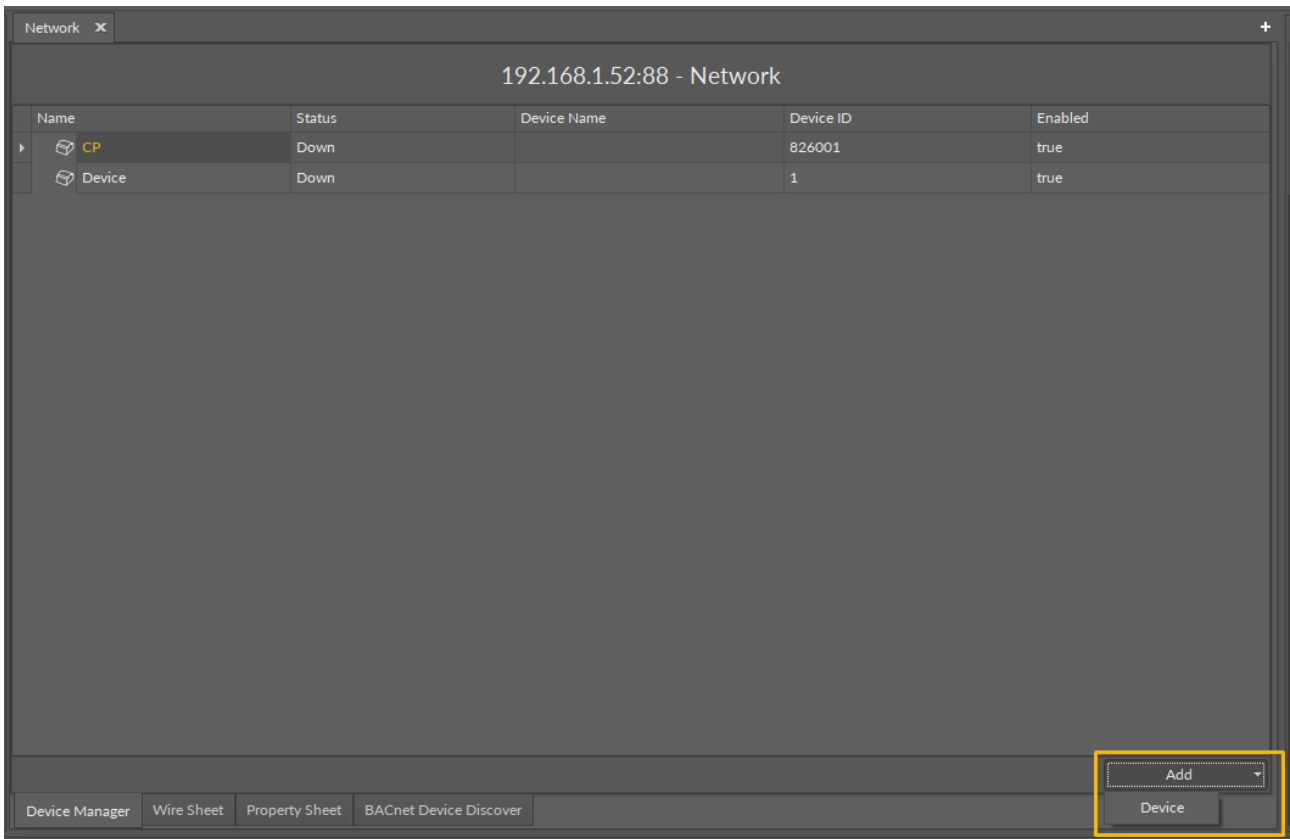 Network
192.168.1.52:88 - Network
Name Status Device Name Device ID Enabled
CP Down 826001 true
Device Down 1 true
Add
Device Manager Wire Sheet Property Sheet BACnet Device Discover Device